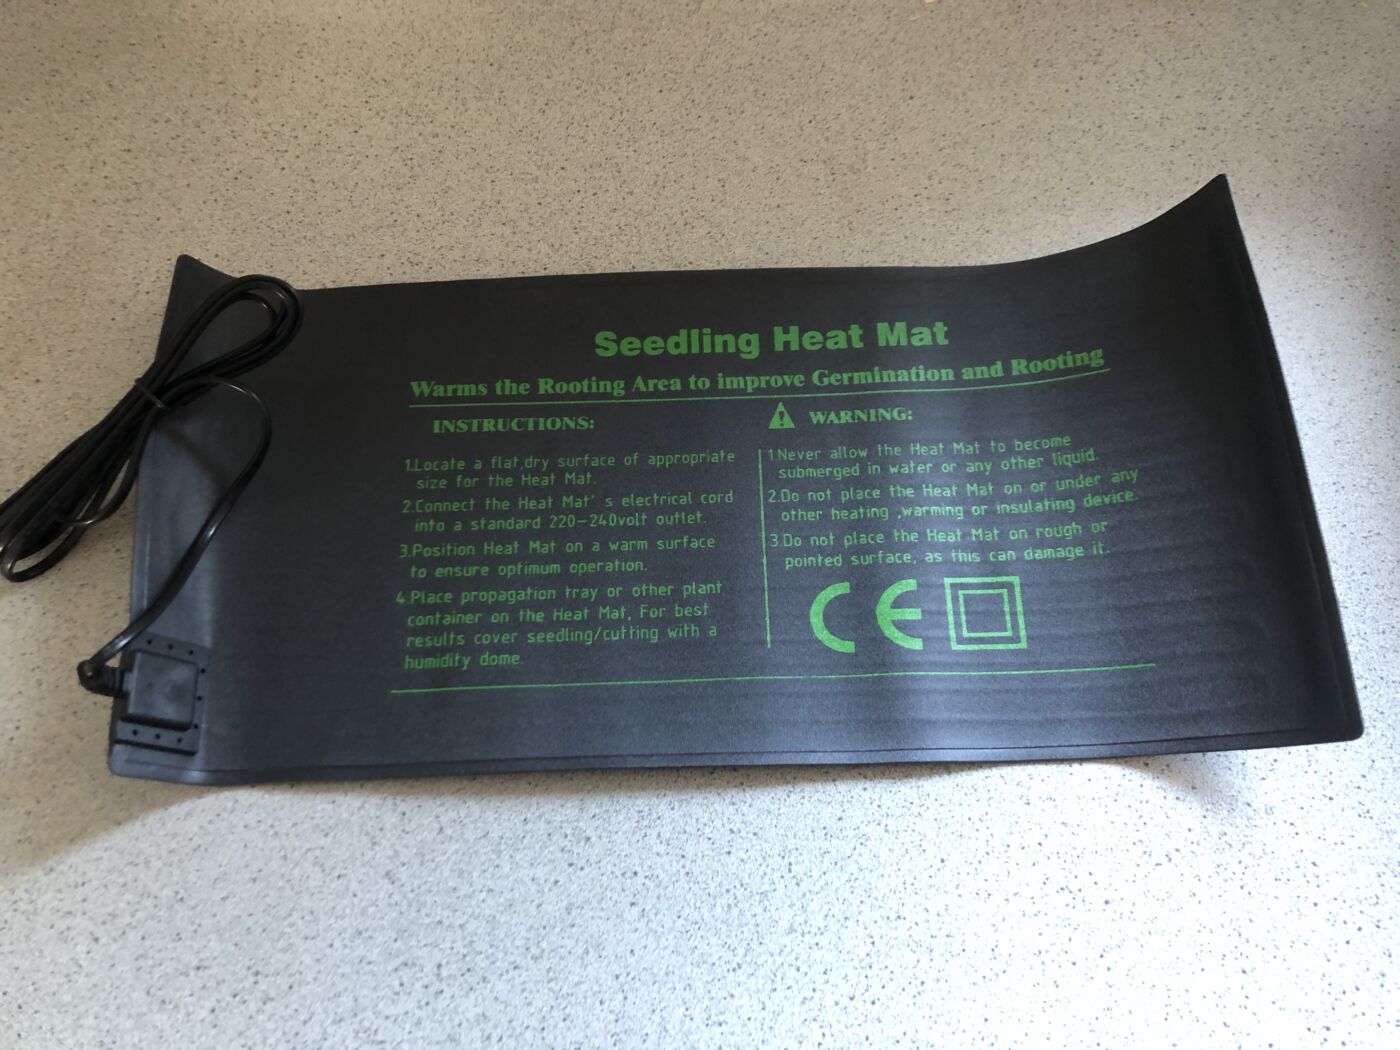 Seedling Heat Mat
Warms the Rooting Area to improve Germination and Rooting
INSTRUCTIONS:
1.Locate a flat,dry surface of appropriate
size for the Heat Mat.
2.Connect the Heat Mat's electrical cord
into a standard 220-240volt outlet.
3.Position Heat Mat on a warm surface
to ensure optimum operation.
4.Place propagation tray or other plant
container on the Heat Mat, For best
results cover seedling/cutting with a
humidity dome.
WARNING:
1.Never allow the Heat Mat to become
submerged in water or any other liquid.
2.Do not place the Heat Mat on or under any
other heating ,warming or insulating device.
3.Do not place the Heat Mat on rough or
pointed surface, as this can damage it.
CE